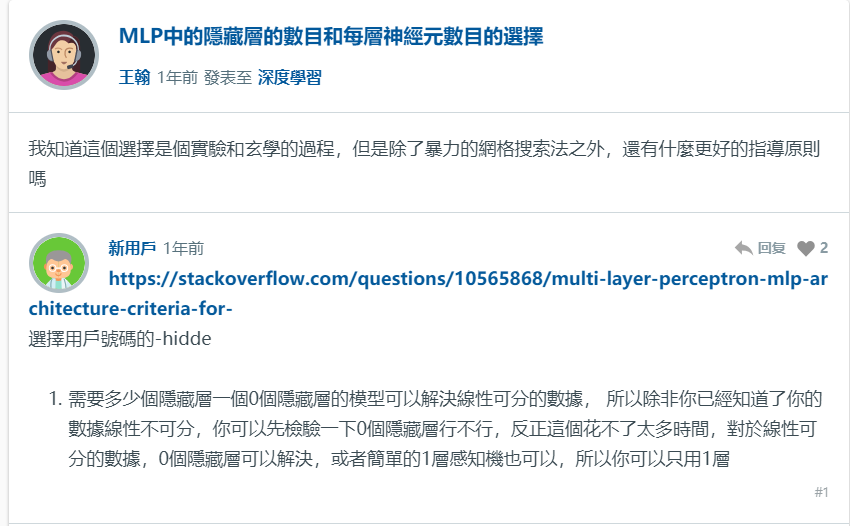 MLP中的隱藏層的數目和每層神經元數目的選擇
王翰 1年前 發表至 深度學習
我知道這個選擇是個實驗和玄學的過程，但是除了暴力的網格搜索法之外，還有什麼更好的指導原則
嗎
新用戶 1年前 回复 2
https://stackoverflow.com/questions/10565868/multi-layer-perceptron-mlp-ar
chitecture-criteria-for-
選擇用戶號碼的-hidde
1. 需要多少個隱藏層一個0個隱藏層的模型可以解決線性可分的數據， 所以除非你已經知道了你的
數據線性不可分，你可以先檢驗一下0個隱藏層行不行，反正這個花不了太多時間，對於線性可
分的數據，0個隱藏層可以解決，或者簡單的1層感知機也可以，所以你可以只用1層
#1